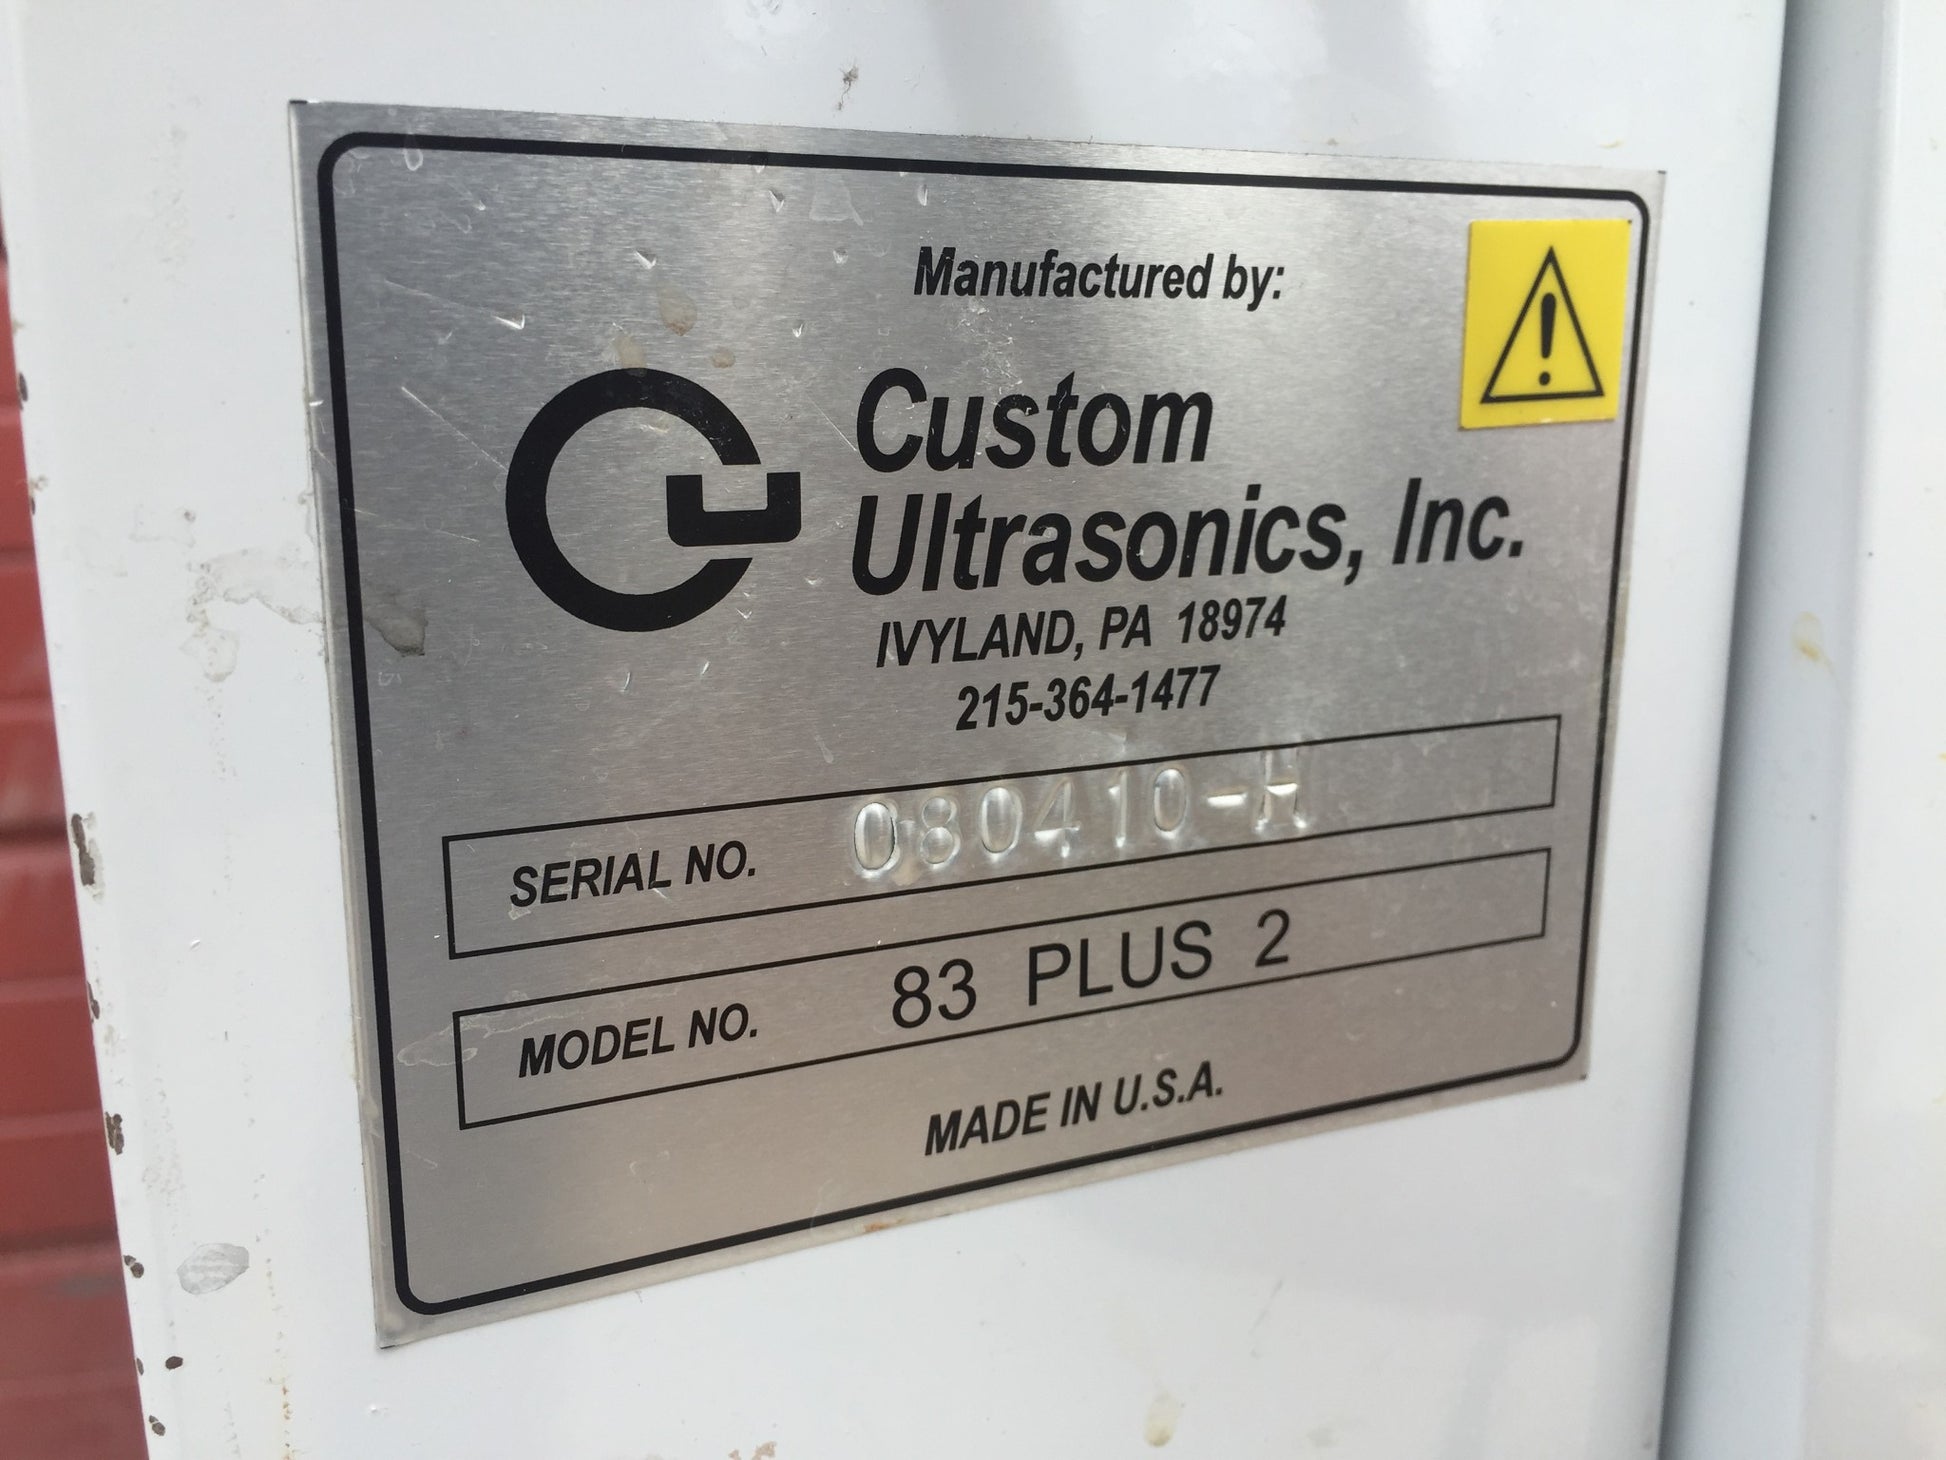 Manufactured by:
Custom
Ultrasonics, Inc.
IVYLAND, PA 18974
215-364-1477
SERIAL NO. 080410-H
MODEL NO. 83 PLUS 2
MADE IN U.S.A.